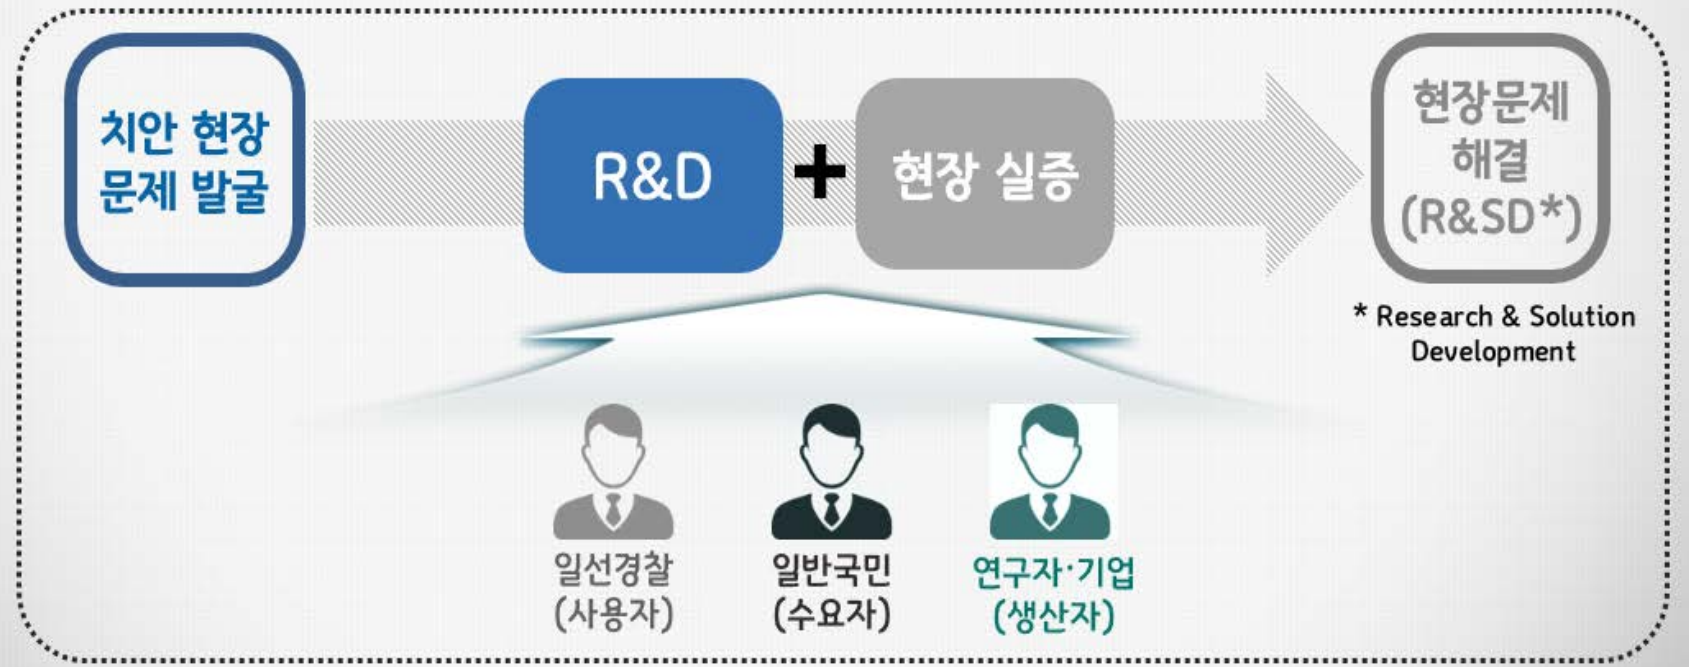 치안 현장
문제 발굴
R&D
+
현장 실증
현장문제
해결
(R&SD*)
* Research & Solution
Development
일선경찰
(사용자)
일반국민
(수요자)
연구자·기업
(생산자)